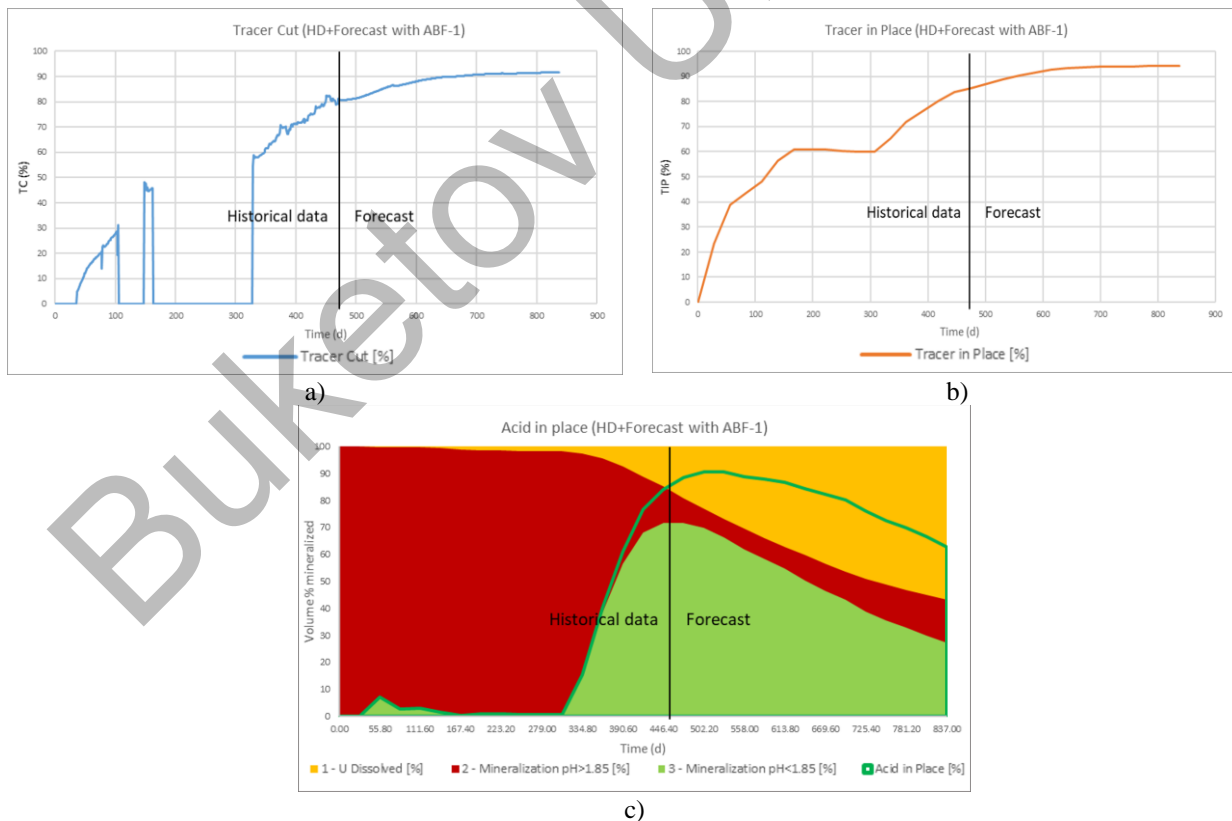 Tracer Cut (HD+Forecast with ABF-1)
100
90
80
70
60
50
40
30
20
10
0
TC (%)
Historical data
Forecast
0 100 200 300 400 500 600 700 800 900
Time (d)
Tracer Cut [%]
a)
Tracer in Place (HD+Forecast with ABF-1)
100
90
80
70
60
50
40
30
20
10
0
TIP (%)
Historical data
Forecast
0 100 200 300 400 500 600 700 800 900
Time (d)
Tracer in Place [%]
b)
Acid in place (HD+Forecast with ABF-1)
100
90
80
70
60
50
40
30
20
10
0
Volume % mineralized
Historical data
Forecast
0.00 55.80 111.60 167.40 223.20 279.00 334.80 390.60 446.40 502.20 558.00 613.80 669.60 725.40 781.20 837.00
Time (d)
1 - U Dissolved [%] 2 - Mineralization pH>1.85 [%] 3 - Mineralization pH<1.85 [%] Acid in Place [%]
c)
Buketov U